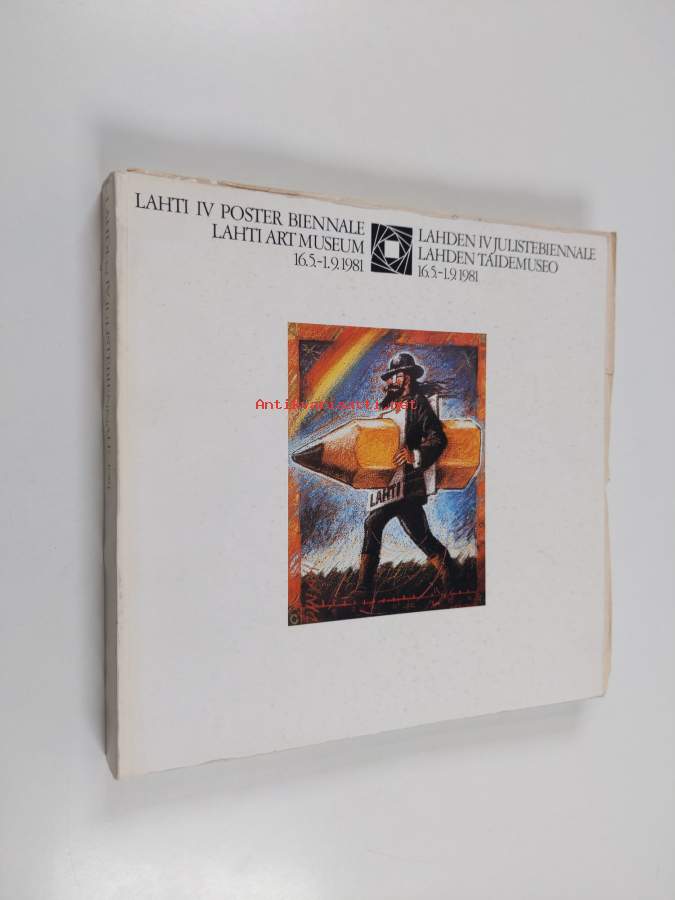 LAHTI IV POSTER BIENNALE
LAHTI ART MUSEUM
16.5.–1.9.1981
LAHDEN IV JULISTEBIENNALE
LAHDEN TAIDEMUSEO
16.5.–1.9.1981
Antikvariaatti.net
LAHTI